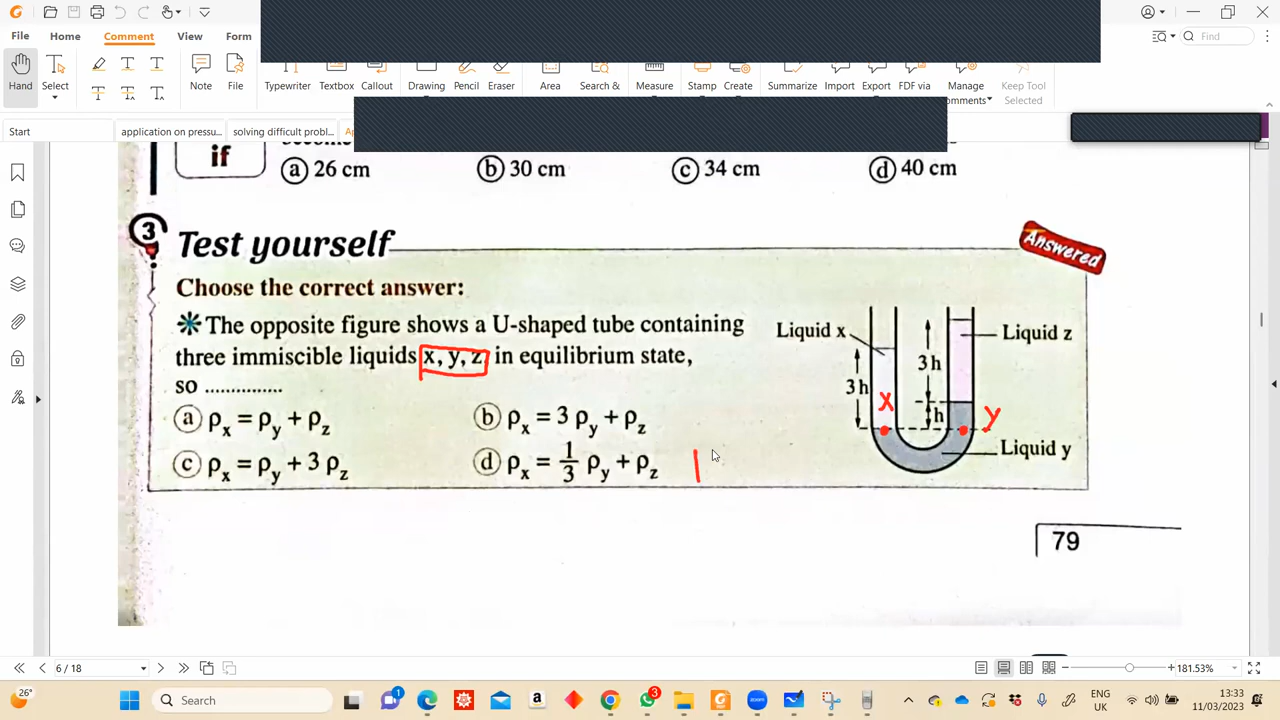 File Home Comment View Form
Find
Hand Select Note File Typewriter Textbox Callout Drawing Pencil Eraser Area Search & Measure Stamp Create Summarize Import Export FDF via Manage Comments Keep Tool Selected
Start application on pressu... solving difficult probl...
if
a 26 cm b 30 cm c 34 cm d 40 cm
3 Test yourself
Answered
Choose the correct answer:
The opposite figure shows a U-shaped tube containing
three immiscible liquids x, y, z in equilibrium state,
so ...............
a ρx = ρy + ρz b ρx = 3 ρy + ρz
c ρx = ρy + 3 ρz d ρx = 1/3 ρy + ρz
Liquid x
Liquid z
3h
3h
h
X
y
Liquid y
79
6 / 18
181.53%
26°
Search
1
3
ENG
UK
13:33
11/03/2023